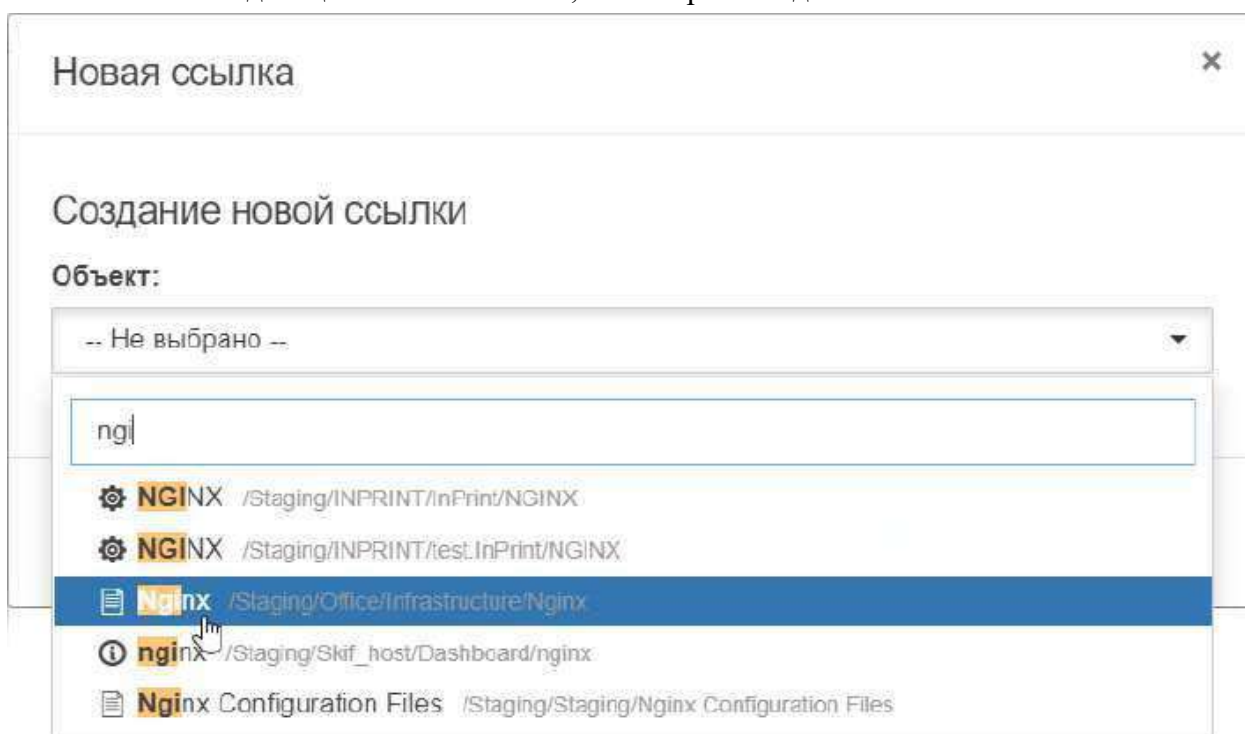 Новая ссылка ×
Создание новой ссылки
Объект:
-- Не выбрано --
ngi
NGINX /Staging/INPRINT/InPrint/NGINX
NGINX /Staging/INPRINT/test.InPrint/NGINX
Nginx /Staging/Office/Infrastructure/Nginx
nginx /Staging/Skif_host/Dashboard/nginx
Nginx Configuration Files /Staging/Staging/Nginx Configuration Files